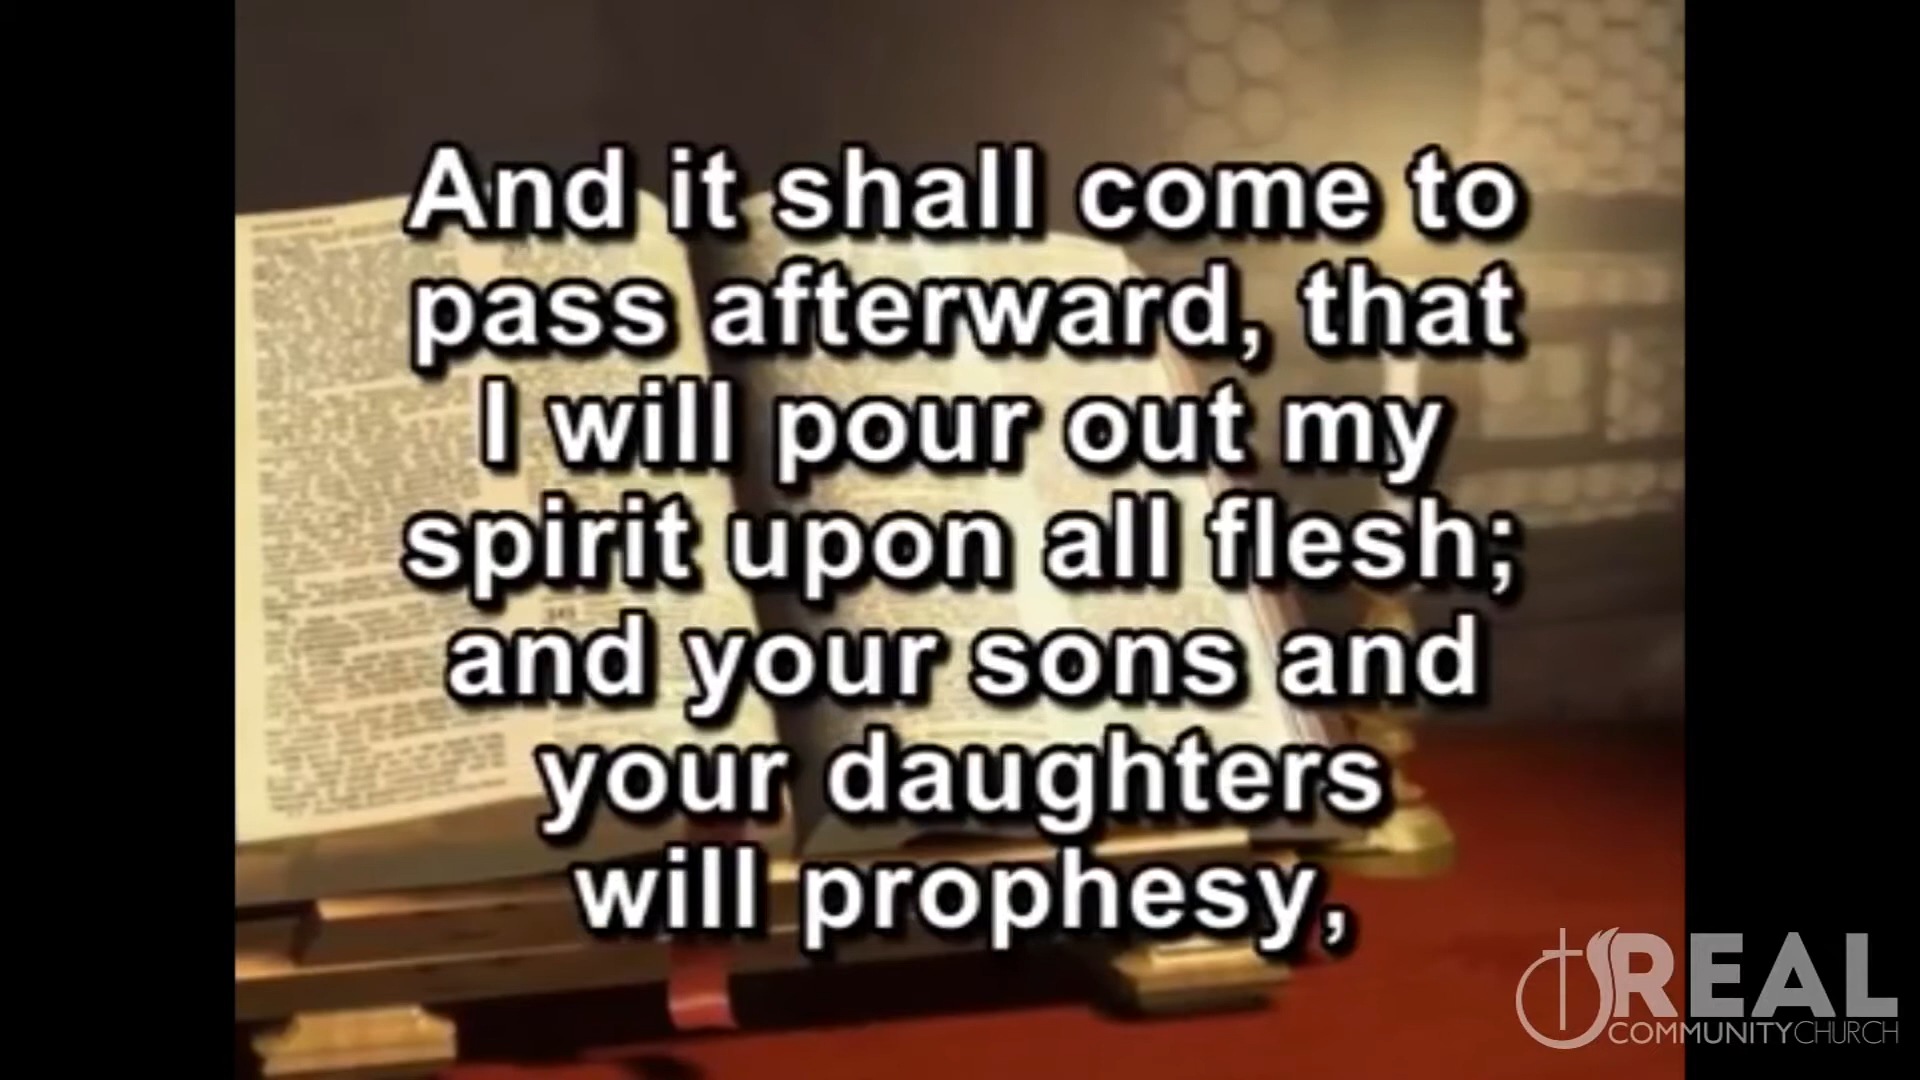 And it shall come to
pass afterward, that
I will pour out my
spirit upon all flesh;
and your sons and
your daughters
will prophesy,
REAL
COMMUNITYCHURCH